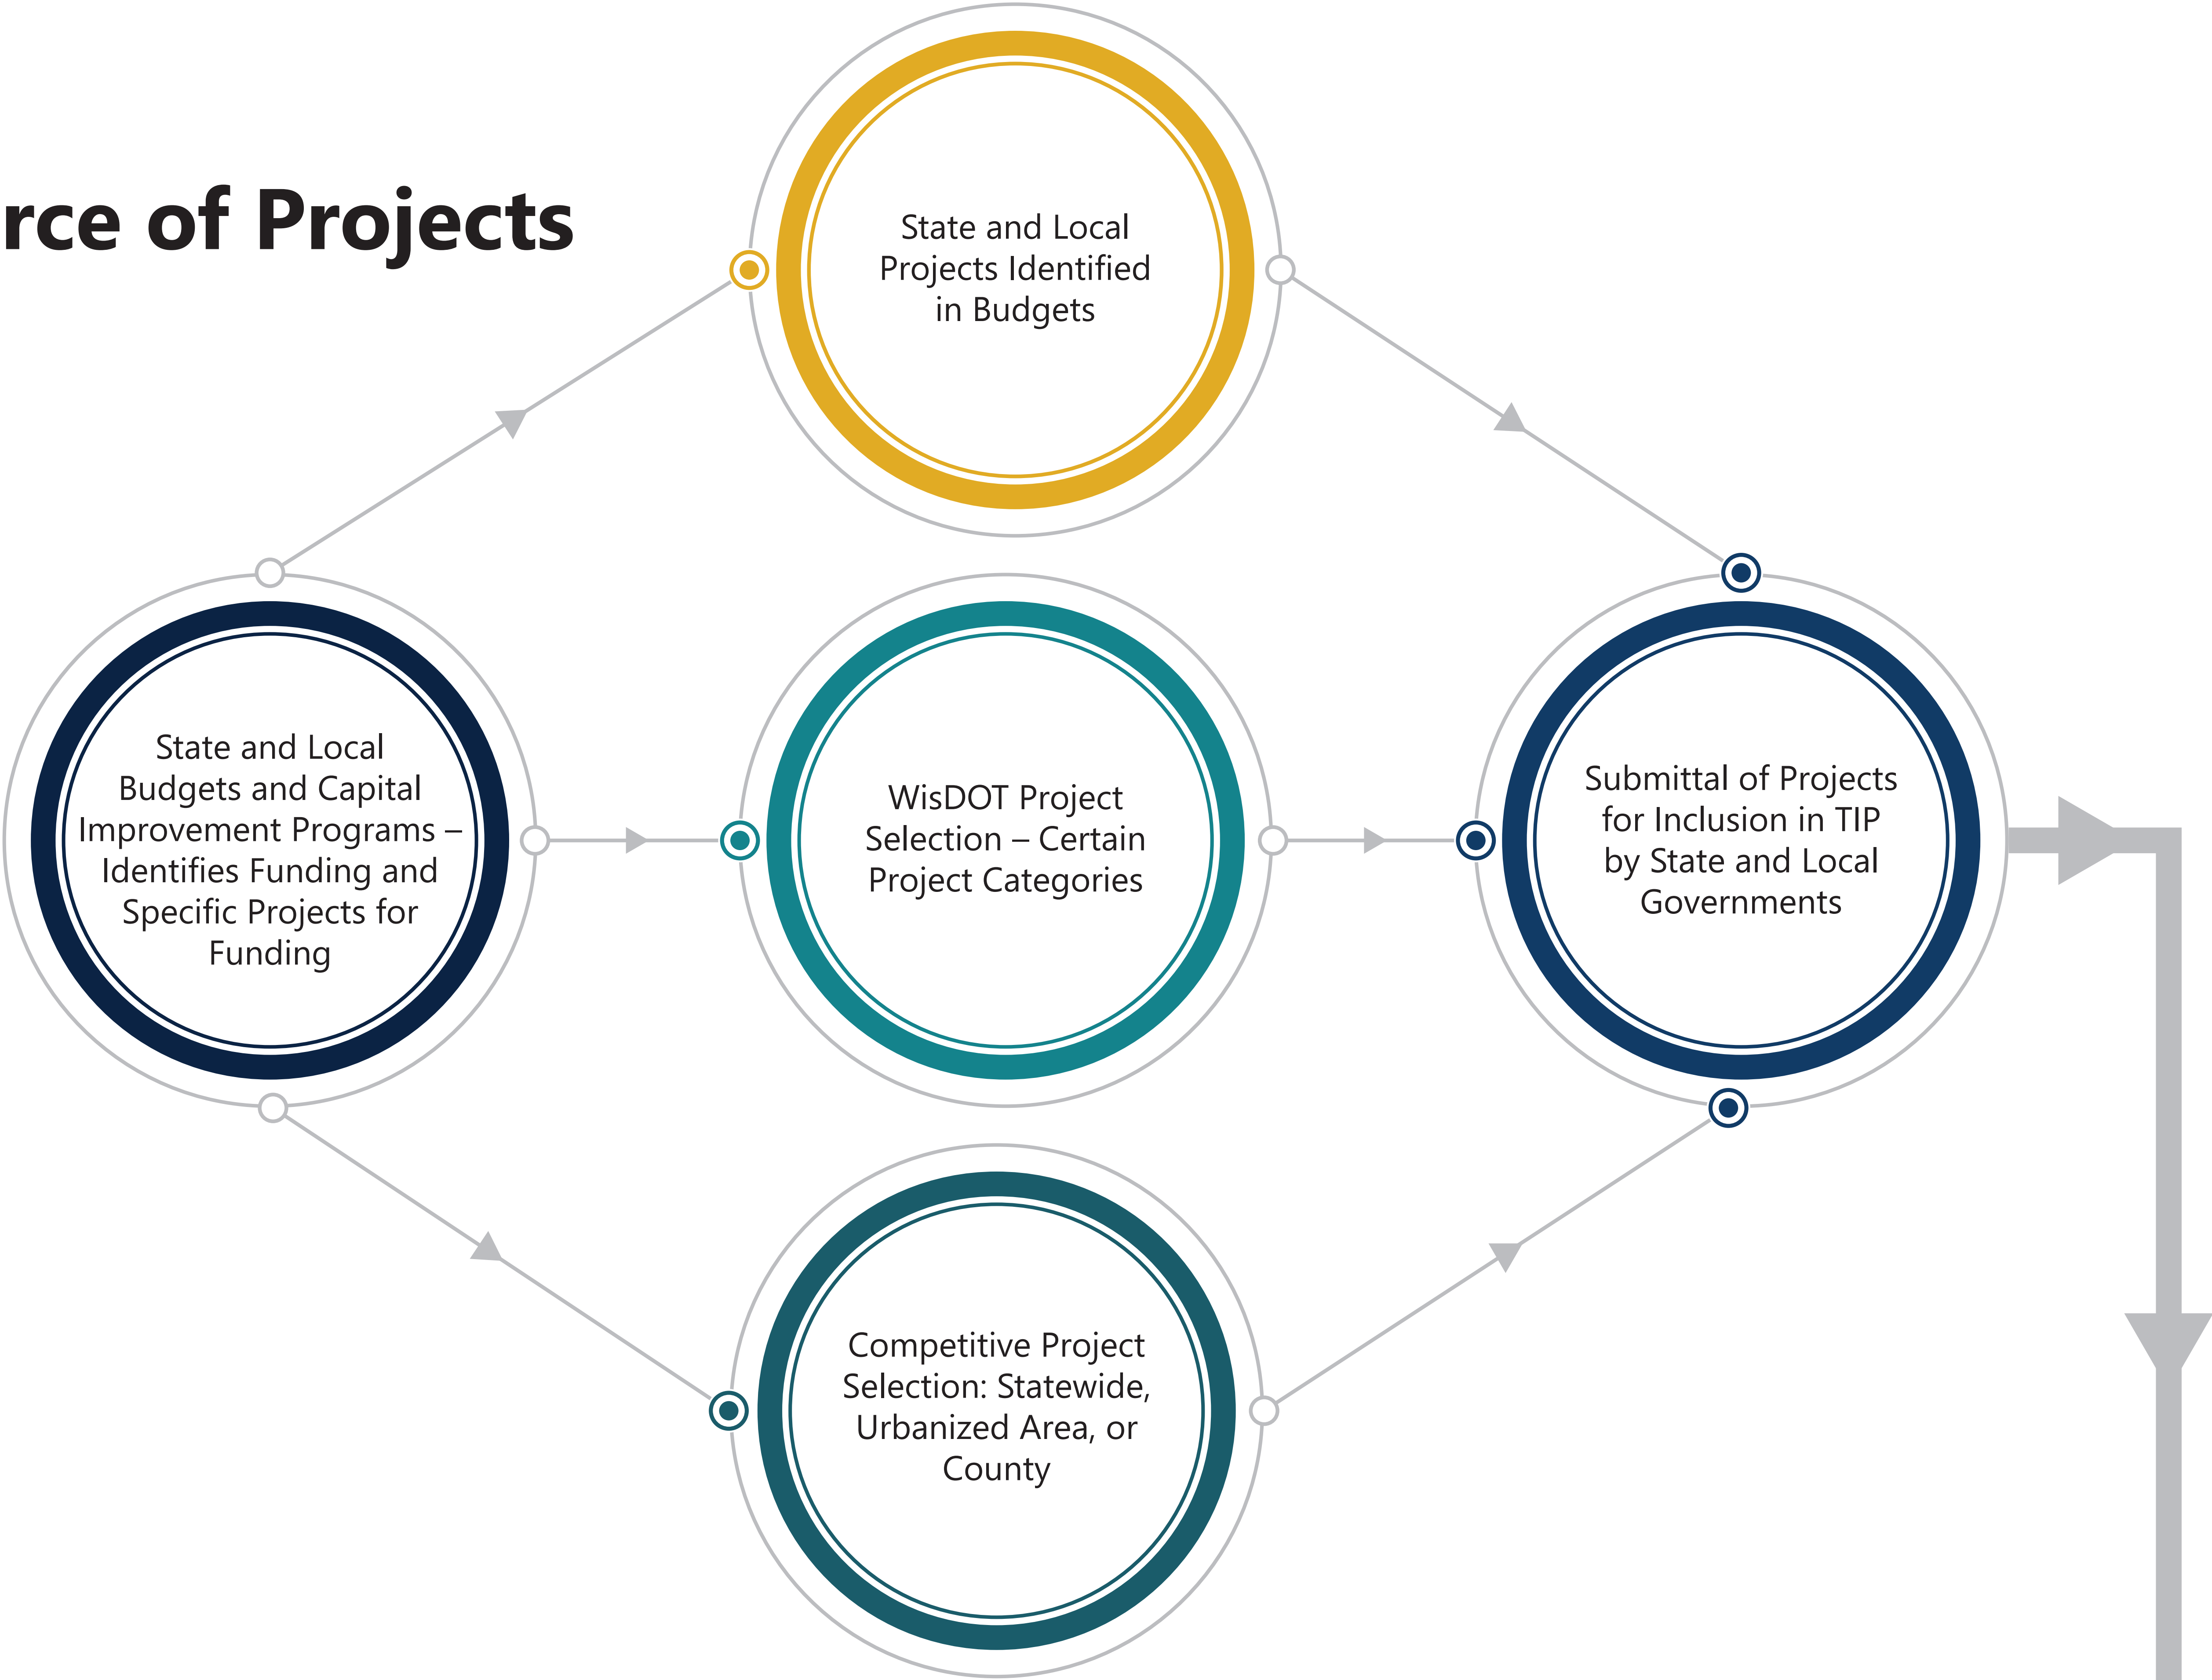 rce of Projects
State and Local
Projects Identified
in Budgets
State and Local
Budgets and Capital
Improvement Programs –
Identifies Funding and
Specific Projects for
Funding
WisDOT Project
Selection – Certain
Project Categories
Submittal of Projects
for Inclusion in TIP
by State and Local
Governments
Competitive Project
Selection: Statewide,
Urbanized Area, or
County